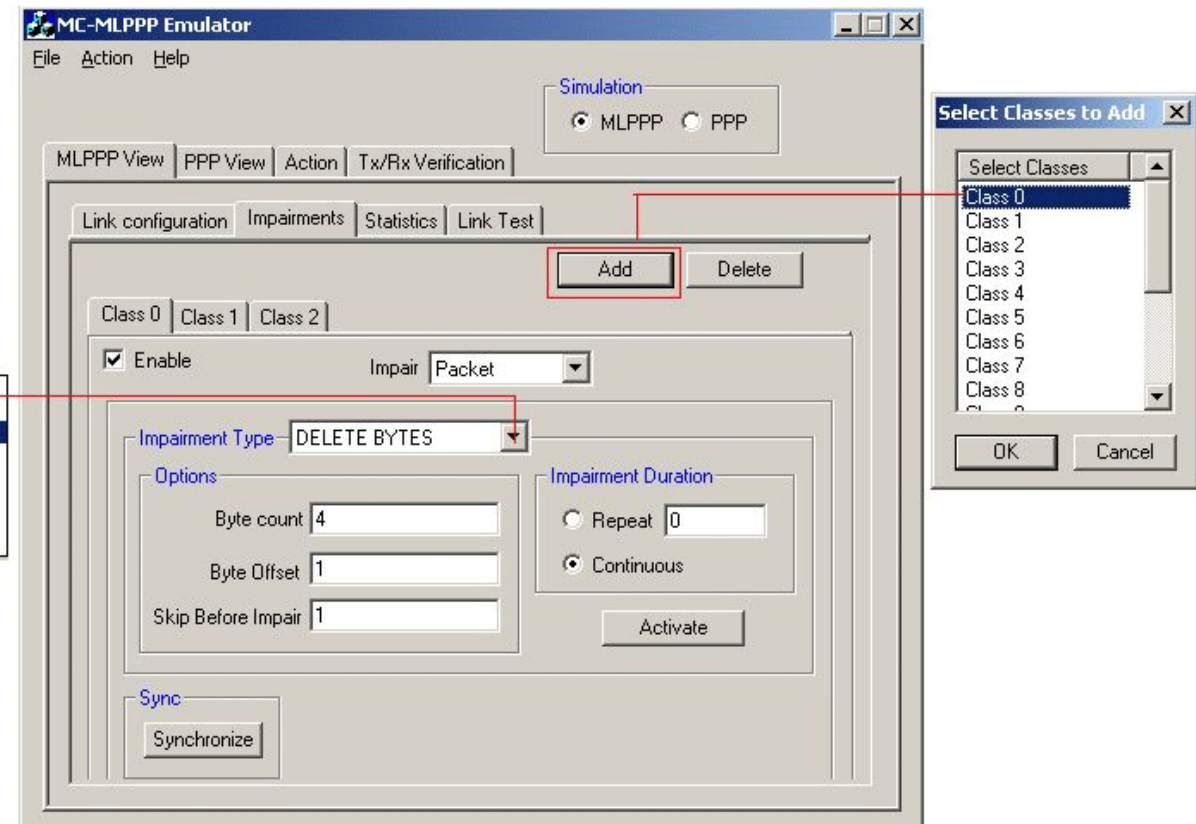 MC-MLPPP Emulator
File Action Help
Simulation
MLPPP PPP
MLPPP View PPP View Action Tx/Rx Verification
Link configuration Impairments Statistics Link Test
Add Delete
Class 0 Class 1 Class 2
Enable
Impair Packet
Impairment Type DELETE BYTES
Options
Byte count 4
Byte Offset 1
Skip Before Impair 1
Impairment Duration
Repeat 0
Continuous
Activate
Sync
Synchronize
Select Classes to Add
Select Classes
Class 0
Class 1
Class 2
Class 3
Class 4
Class 5
Class 6
Class 7
Class 8
OK Cancel